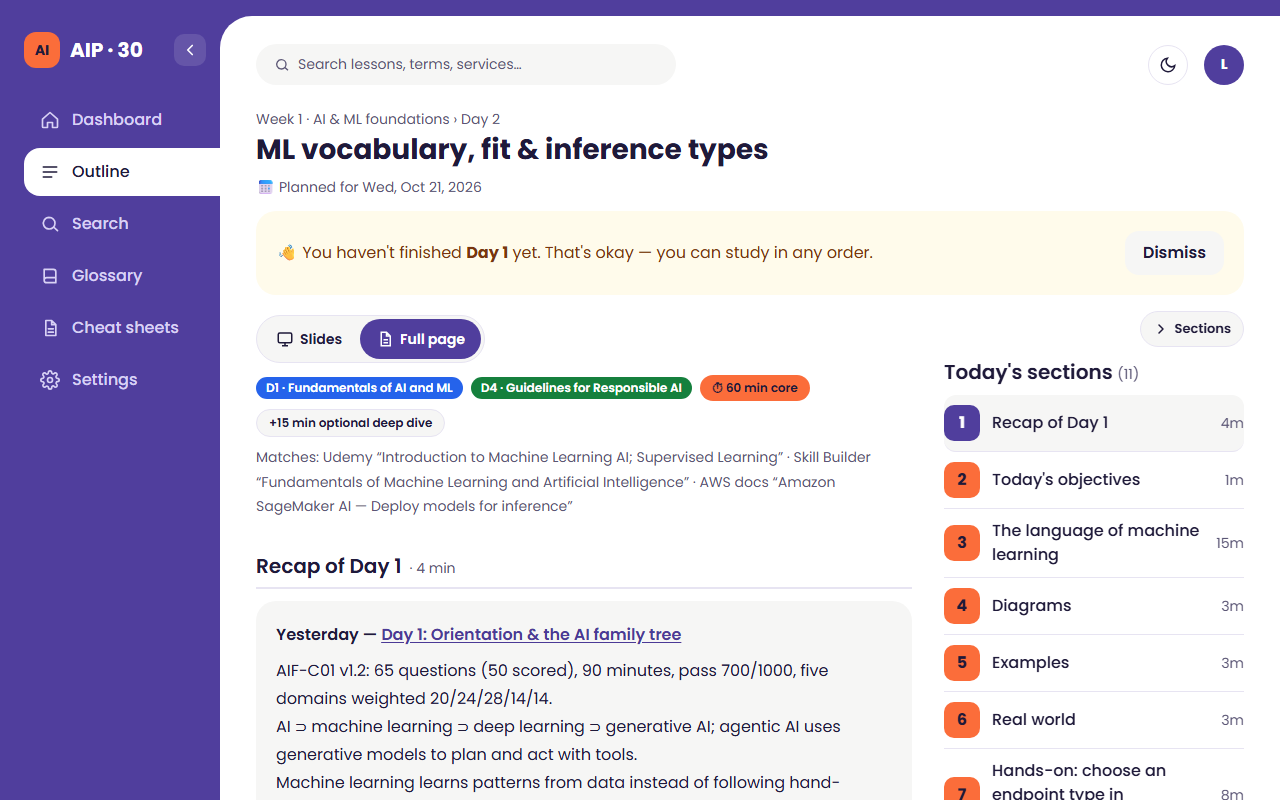 AI
AIP · 30
Dashboard
Outline
Search
Glossary
Cheat sheets
Settings
Search lessons, terms, services…
L
Week 1 · AI & ML foundations › Day 2
ML vocabulary, fit & inference types
Planned for Wed, Oct 21, 2026
You haven't finished Day 1 yet. That's okay — you can study in any order.
Dismiss
Slides
Full page
D1 · Fundamentals of AI and ML
D4 · Guidelines for Responsible AI
60 min core
+15 min optional deep dive
Matches: Udemy “Introduction to Machine Learning AI; Supervised Learning” · Skill Builder
“Fundamentals of Machine Learning and Artificial Intelligence” · AWS docs “Amazon
SageMaker AI — Deploy models for inference”
Recap of Day 1 · 4 min
Yesterday — Day 1: Orientation & the AI family tree
AIF-C01 v1.2: 65 questions (50 scored), 90 minutes, pass 700/1000, five
domains weighted 20/24/28/14/14.
AI ⊃ machine learning ⊃ deep learning ⊃ generative AI; agentic AI uses
generative models to plan and act with tools.
Machine learning learns patterns from data instead of following hand-
Sections
Today's sections (11)
1 Recap of Day 1 4m
2 Today's objectives 1m
3 The language of machine
learning 15m
4 Diagrams 3m
5 Examples 3m
6 Real world 3m
7 Hands-on: choose an
endpoint type in 8m